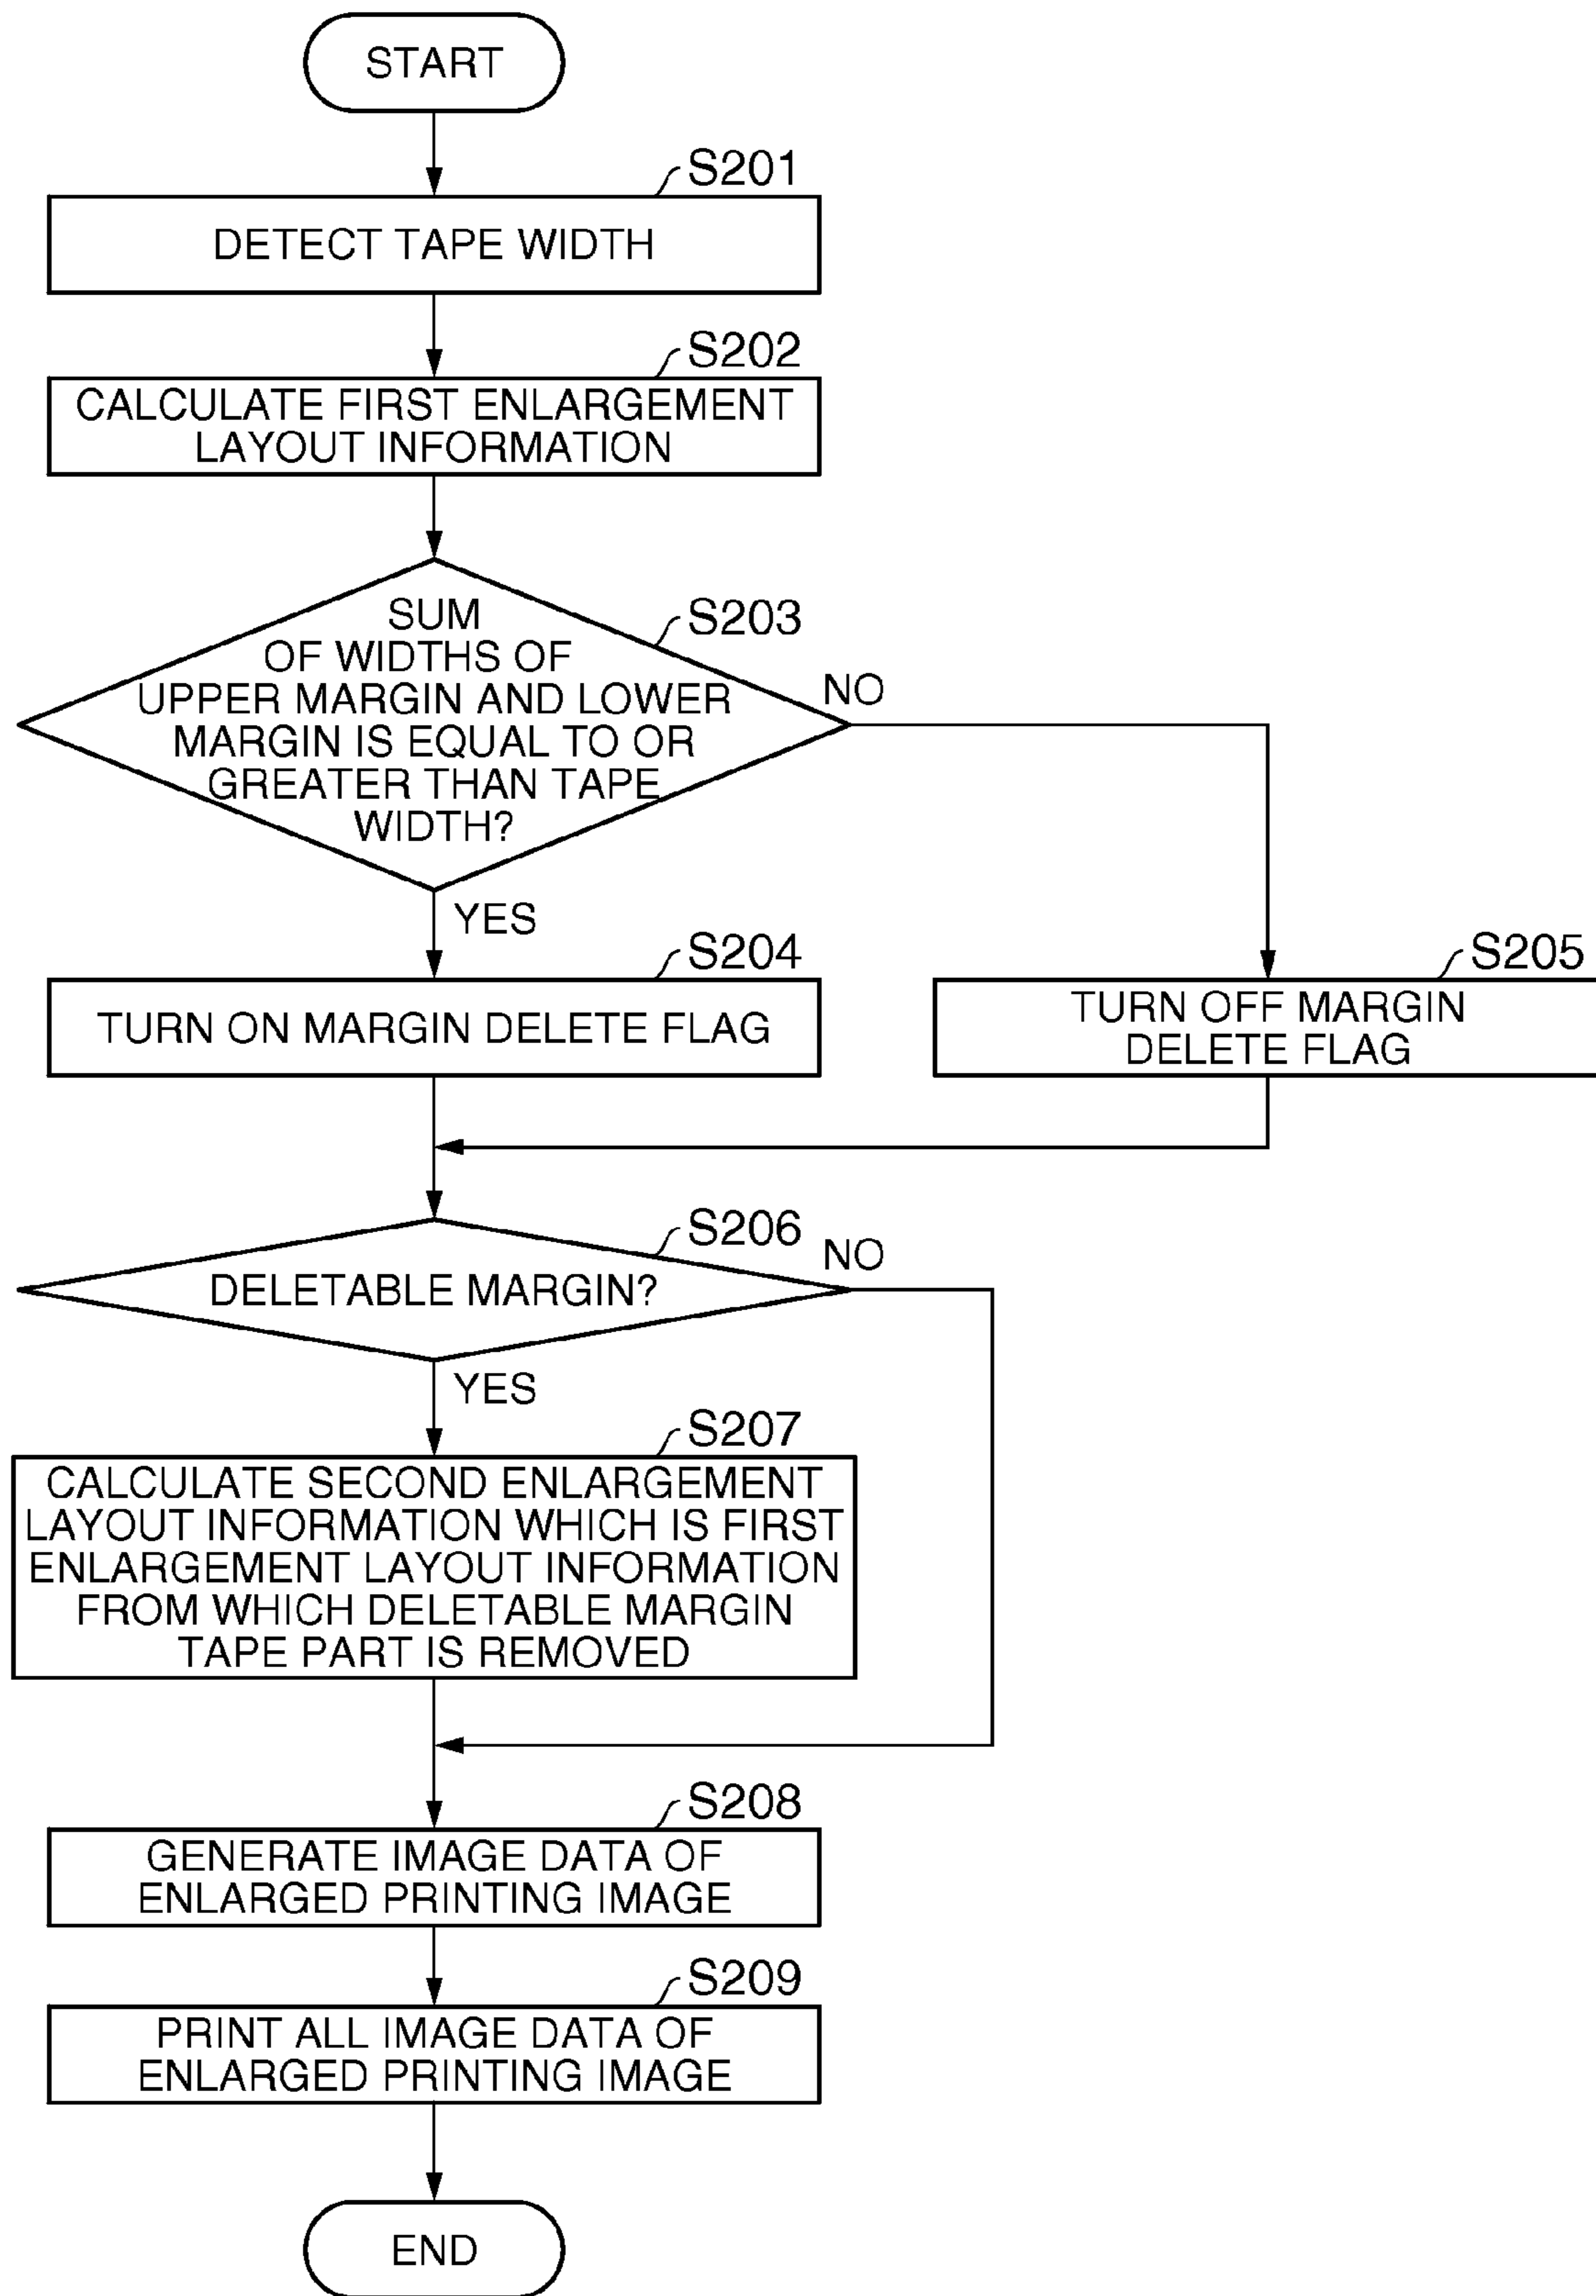 START
S201
DETECT TAPE WIDTH
S202
CALCULATE FIRST ENLARGEMENT
LAYOUT INFORMATION
S203
SUM
OF WIDTHS OF
UPPER MARGIN AND LOWER
MARGIN IS EQUAL TO OR
GREATER THAN TAPE
WIDTH?
NO
YES
S204
TURN ON MARGIN DELETE FLAG
S205
TURN OFF MARGIN
DELETE FLAG
S206
DELETABLE MARGIN?
NO
YES
S207
CALCULATE SECOND ENLARGEMENT
LAYOUT INFORMATION WHICH IS FIRST
ENLARGEMENT LAYOUT INFORMATION
FROM WHICH DELETABLE MARGIN
TAPE PART IS REMOVED
S208
GENERATE IMAGE DATA OF
ENLARGED PRINTING IMAGE
S209
PRINT ALL IMAGE DATA OF
ENLARGED PRINTING IMAGE
END